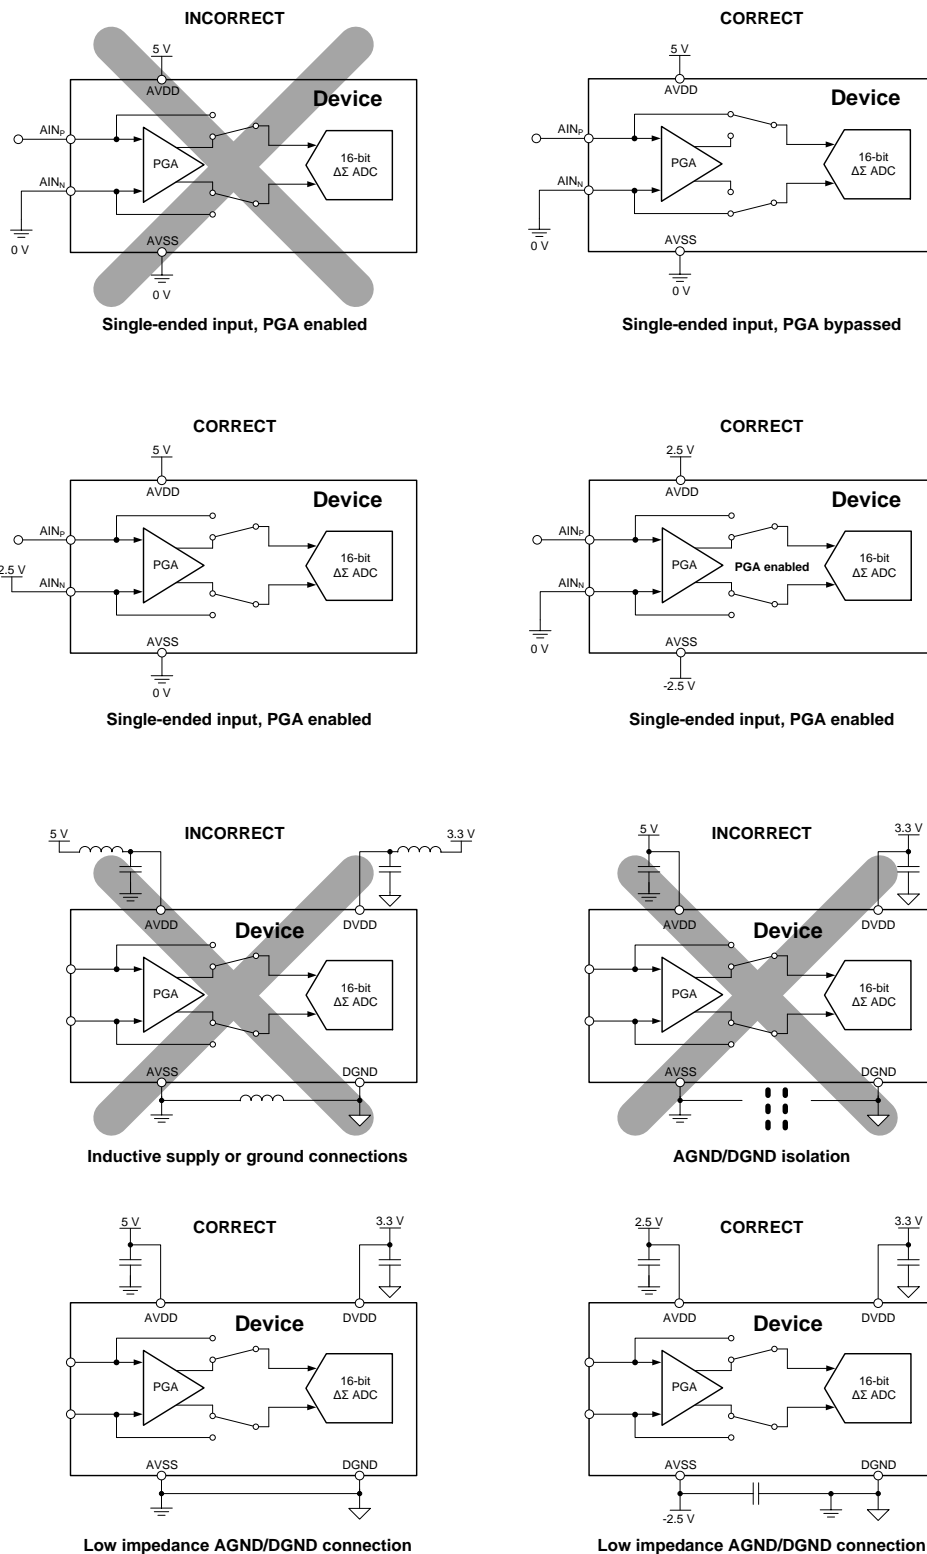 INCORRECT
5 V
AVDD
Device
AINP
AINN
PGA
16-bit
ΔΣ ADC
AVSS
0 V
0 V
Single-ended input, PGA enabled
CORRECT
5 V
AVDD
Device
AINP
AINN
PGA
16-bit
ΔΣ ADC
AVSS
0 V
0 V
Single-ended input, PGA bypassed
CORRECT
5 V
AVDD
Device
AINP
2.5 V
AINN
PGA
16-bit
ΔΣ ADC
AVSS
0 V
Single-ended input, PGA enabled
CORRECT
2.5 V
AVDD
Device
AINP
AINN
PGA
PGA enabled
16-bit
ΔΣ ADC
0 V
AVSS
-2.5 V
Single-ended input, PGA enabled
INCORRECT
5 V
3.3 V
AVDD
Device
DVDD
PGA
16-bit
ΔΣ ADC
AVSS
DGND
Inductive supply or ground connections
INCORRECT
5 V
3.3 V
AVDD
Device
DVDD
PGA
16-bit
ΔΣ ADC
AVSS
DGND
AGND/DGND isolation
CORRECT
5 V
3.3 V
AVDD
Device
DVDD
PGA
16-bit
ΔΣ ADC
AVSS
DGND
Low impedance AGND/DGND connection
CORRECT
2.5 V
3.3 V
AVDD
Device
DVDD
PGA
16-bit
ΔΣ ADC
AVSS
DGND
-2.5 V
Low impedance AGND/DGND connection